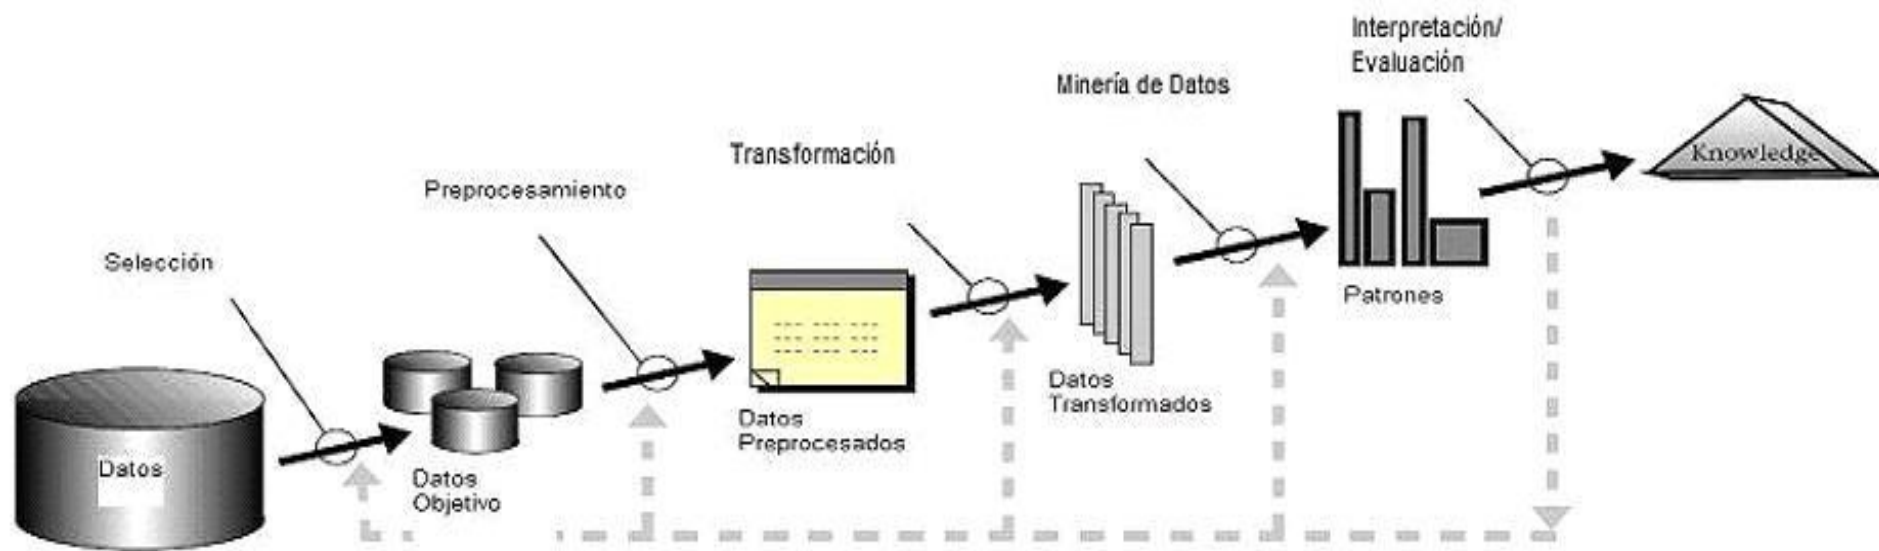 Interpretación/
Evaluación
Minería de Datos
Transformación
Knowledge
Preprocesamiento
Selección
Patrones
Datos
Transformados
Datos
Preprocesados
Datos
Datos
Objetivo